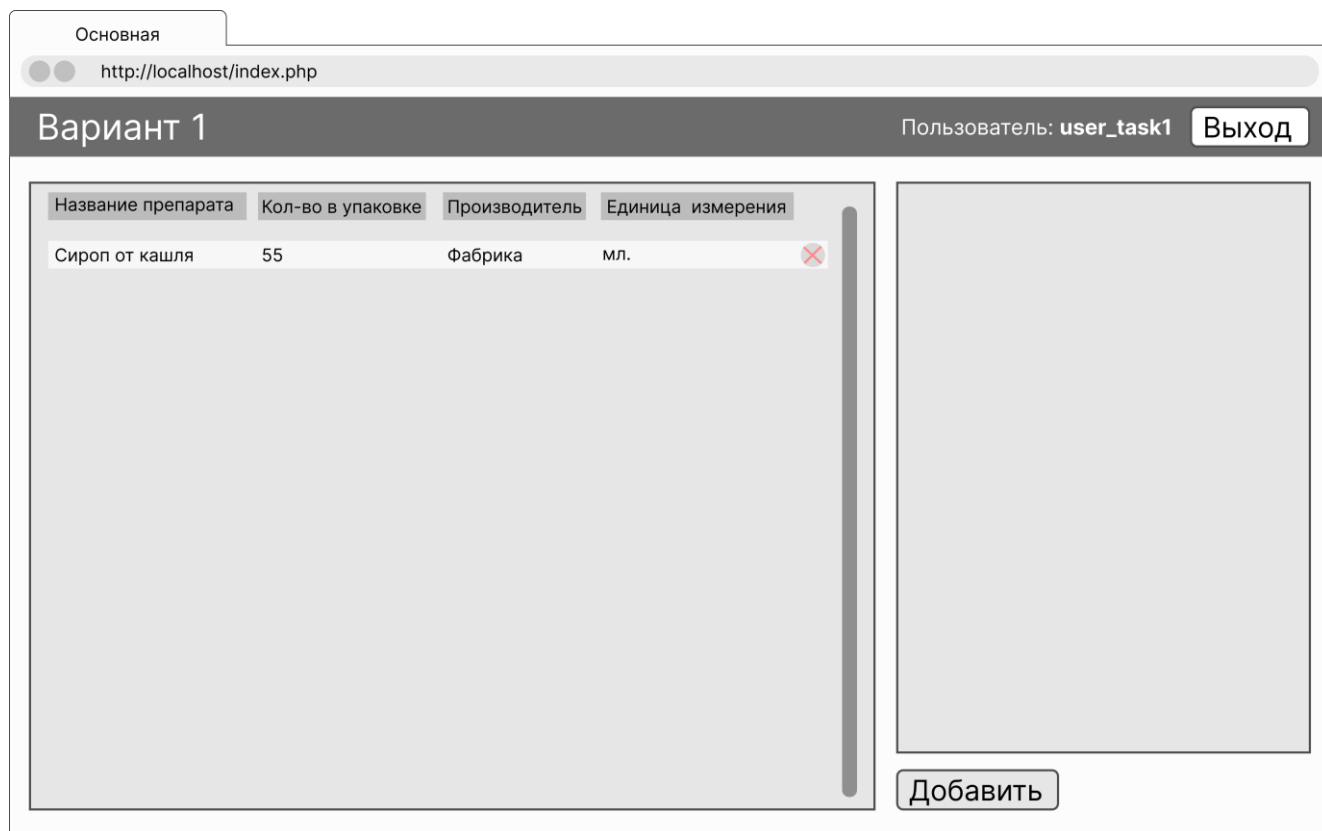 Основная
http://localhost/index.php
Вариант 1
Пользователь: user_task1
Выход
Название препарата Кол-во в упаковке Производитель Единица измерения
Сироп от кашля 55 Фабрика мл.
Добавить